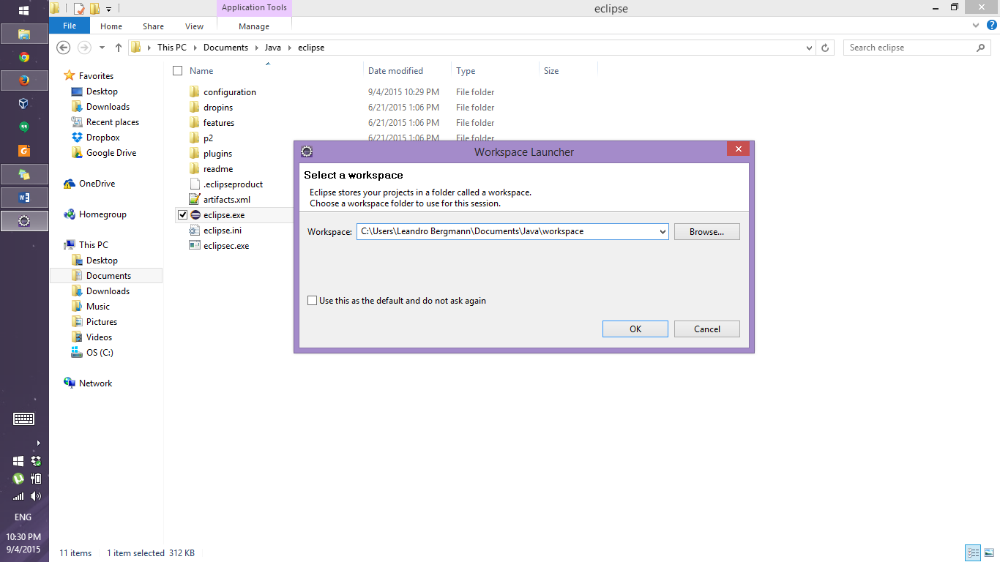 Application Tools
eclipse
File Home Share View Manage
This PC Documents Java eclipse
Search eclipse
Favorites
Desktop
Downloads
Recent places
Dropbox
Google Drive
OneDrive
Homegroup
This PC
Desktop
Documents
Downloads
Music
Pictures
Videos
OS (C:)
Network
Name Date modified Type Size
configuration 9/4/2015 10:29 PM File folder
dropins 6/21/2015 1:06 PM File folder
features 6/21/2015 1:06 PM File folder
p2 6/21/2015 1:06 PM File folder
plugins
readme
.eclipseproduct
artifacts.xml
eclipse.exe
eclipse.ini
eclipsec.exe
Workspace Launcher
Select a workspace
Eclipse stores your projects in a folder called a workspace.
Choose a workspace folder to use for this session.
Workspace: C:\Users\Leandro Bergmann\Documents\Java\workspace Browse...
Use this as the default and do not ask again
OK Cancel
ENG
10:30 PM
9/4/2015
11 items 1 item selected 312 KB